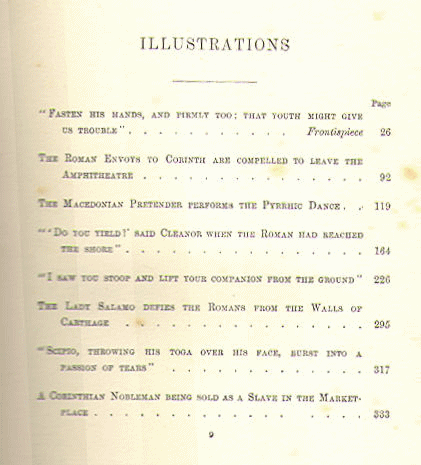 ILLUSTRATIONS
Page
"FASTEN HIS HANDS, AND FIRMLY TOO; THAT YOUTH MIGHT GIVE
US TROUBLE" . . . . . . . . . . . Frontispiece 26
THE ROMAN ENVOYS TO CORINTH ARE COMPELLED TO LEAVE THE
AMPHITHEATRE . . . . . . . . . . . . . . 92
THE MACEDONIAN PRETENDER PERFORMS THE PYRRHIC DANCE . . 119
"'DO YOU YIELD?' SAID CLEANOR WHEN THE ROMAN HAD REACHED
THE SHORE" . . . . . . . . . . . . . . . 164
"I SAW YOU STOOP AND LIFT YOUR COMPANION FROM THE GROUND" 226
THE LADY SALAMO DEFIES THE ROMANS FROM THE WALLS OF
CARTHAGE . . . . . . . . . . . . . . . 295
"SCIPIO, THROWING HIS TOGA OVER HIS FACE, BURST INTO A
PASSION OF TEARS" . . . . . . . . . . . . 317
A CORINTHIAN NOBLEMAN BEING SOLD AS A SLAVE IN THE MARKET-
PLACE . . . . . . . . . . . . . . . . 333
9